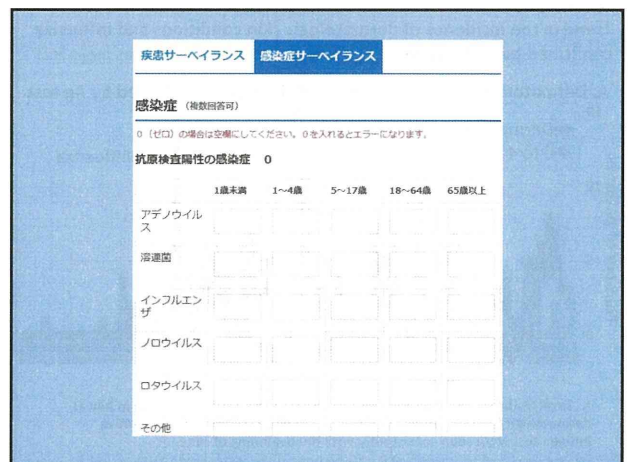 疾患サーベイランス 感染症サーベイランス
感染症 （複数回答可）
0（ゼロ）の場合は空欄にしてください。0を入れるとエラーになります。
抗原検査陽性の感染症 0
1歳未満 1～4歳 5～17歳 18～64歳 65歳以上
アデノウイル
ス
溶連菌
インフルエン
ザ
ノロウイルス
ロタウイルス
その他